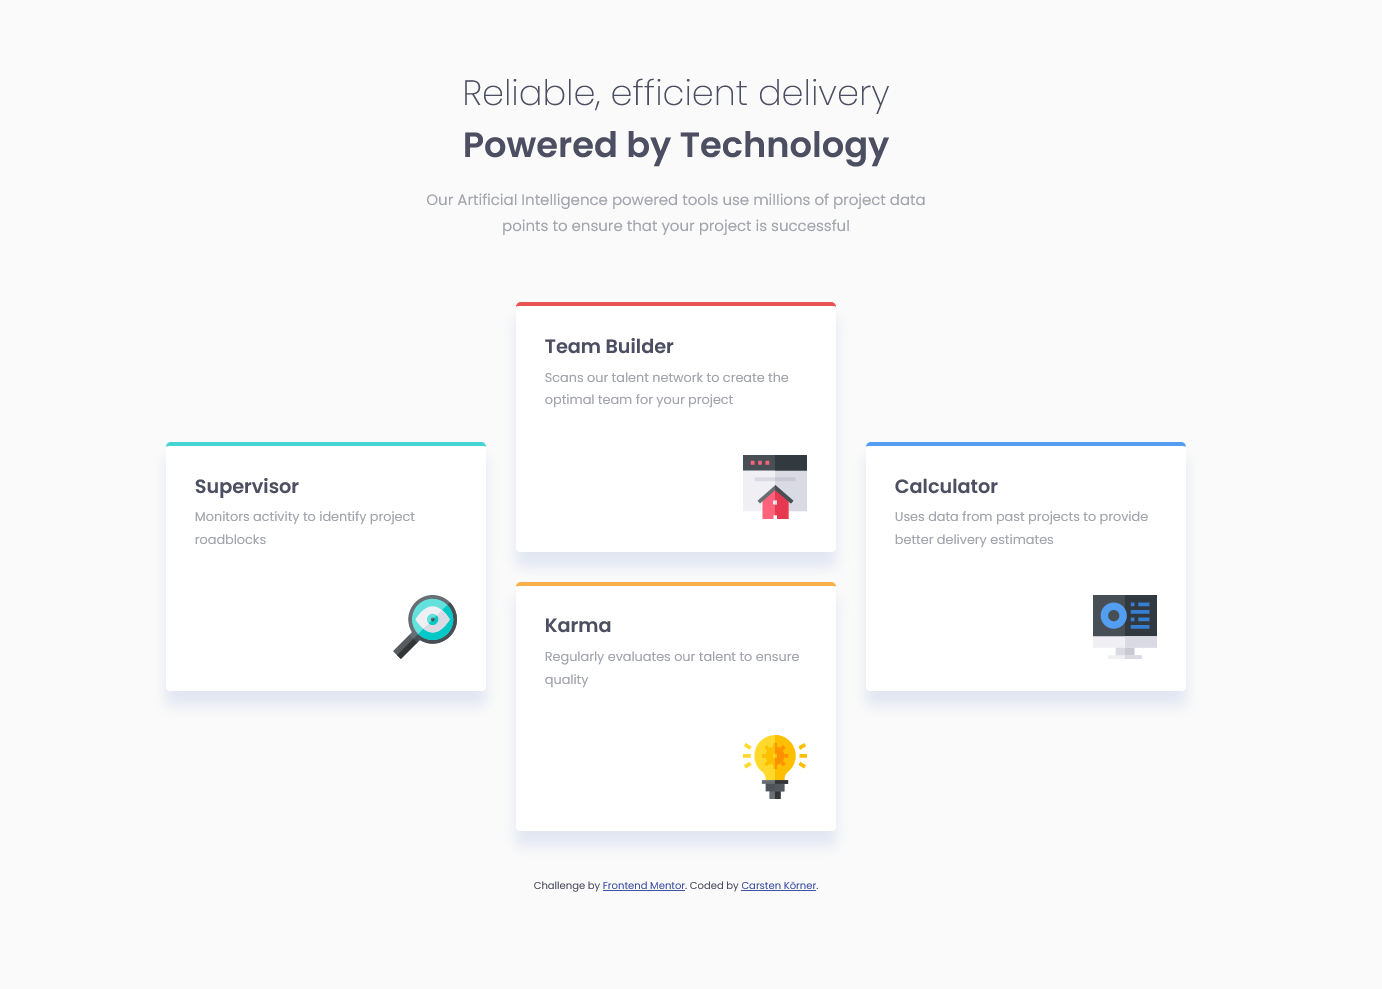 Reliable, efficient delivery
Powered by Technology
Our Artificial Intelligence powered tools use millions of project data
points to ensure that your project is successful
Team Builder
Scans our talent network to create the
optimal team for your project
Supervisor
Monitors activity to identify project
roadblocks
Calculator
Uses data from past projects to provide
better delivery estimates
Karma
Regularly evaluates our talent to ensure
quality
Challenge by Frontend Mentor. Coded by Carsten Körner.